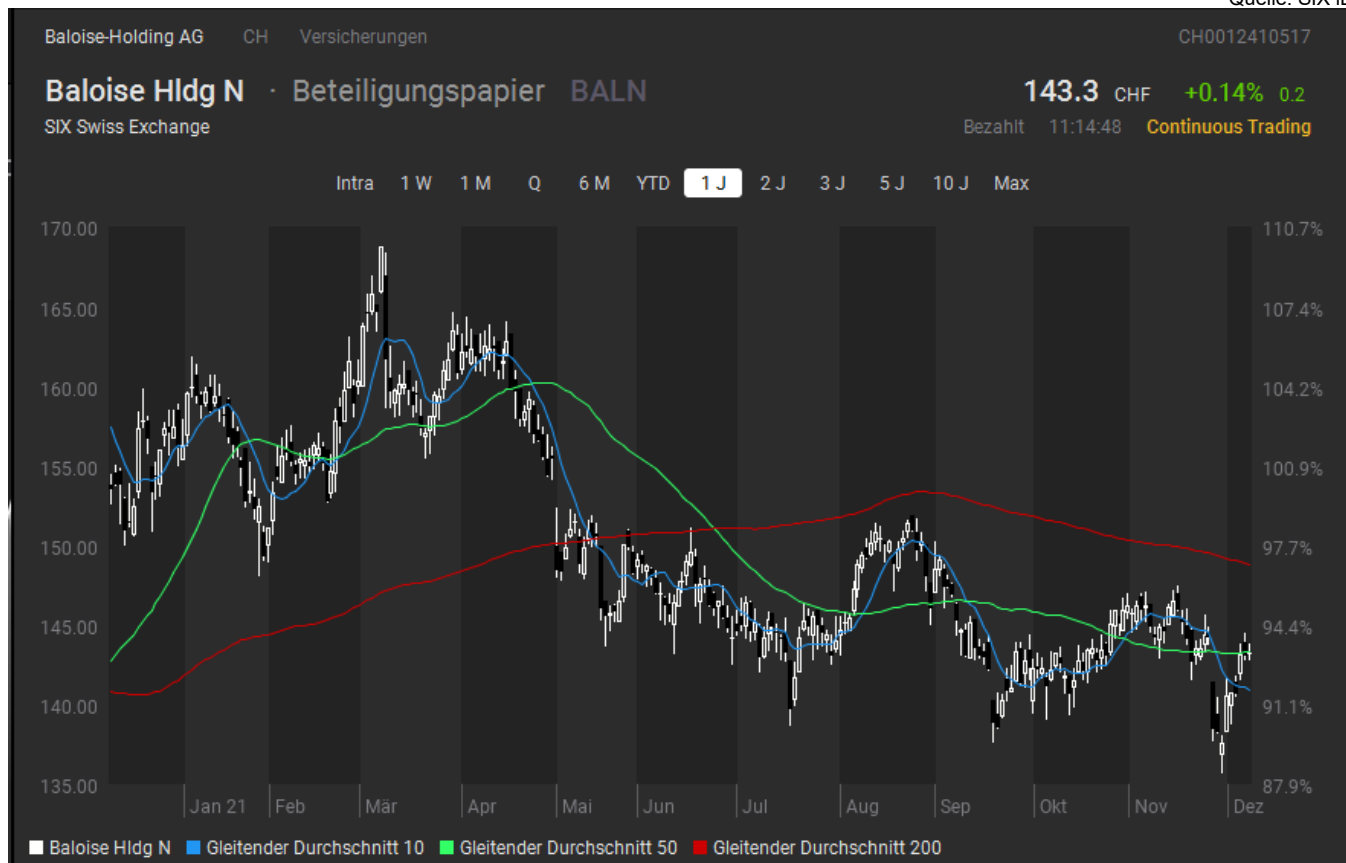 Quelle: SIX
Baloise-Holding AG CH Versicherungen CH0012410517
Baloise Hldg N · Beteiligungspapier BALN 143.3 CHF +0.14% 0.2
SIX Swiss Exchange Bezahlt 11:14:48 Continuous Trading
Intra 1 W 1 M Q 6 M YTD 1 J 2 J 3 J 5 J 10 J Max
170.00 110.7%
165.00 107.4%
160.00 104.2%
155.00 100.9%
150.00 97.7%
145.00 94.4%
140.00 91.1%
135.00 87.9%
Jan 21 Feb Mär Apr Mai Jun Jul Aug Sep Okt Nov Dez
Baloise Hldg N Gleitender Durchschnitt 10 Gleitender Durchschnitt 50 Gleitender Durchschnitt 200